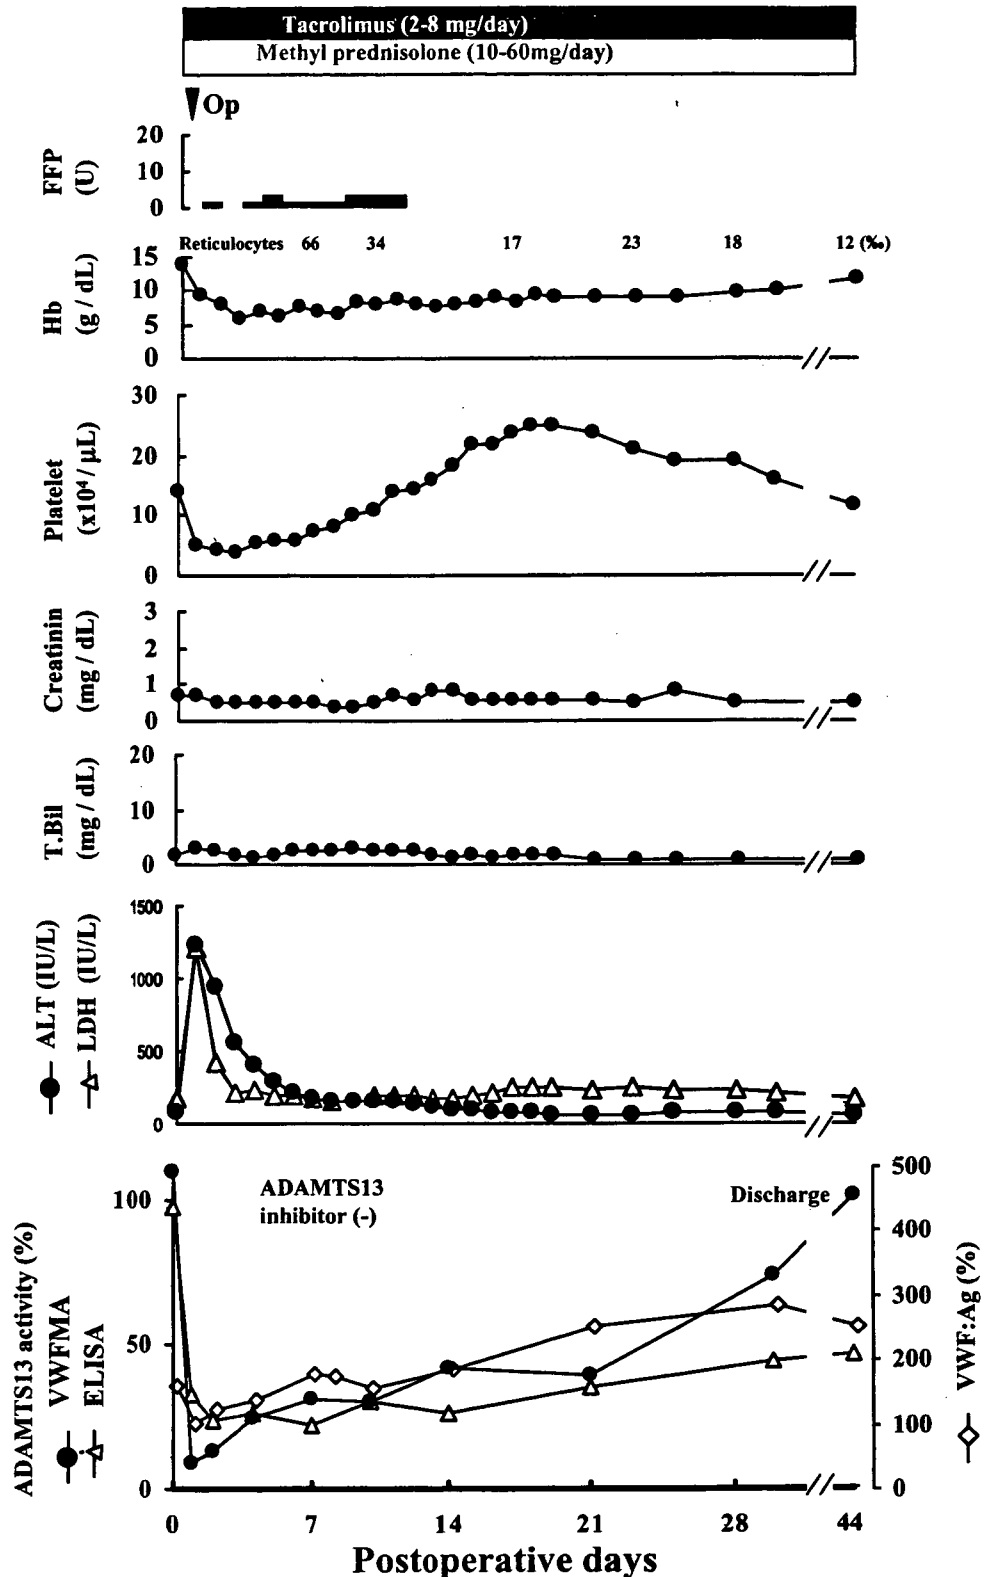 Tacrolimus (2-8 mg/day)
Methyl prednisolone (10-60mg/day)
Op
FFP
(U)
20
10
0
Reticulocytes 66 34 17 23 18 12 (‰)
Hb
(g / dL)
15
10
5
0
Platelet
(x10⁴/ μL)
30
20
10
0
Creatinin
(mg / dL)
3
2
1
0
T.Bil
(mg / dL)
20
10
0
ALT (IU/L)
LDH (IU/L)
1500
1000
500
0
ADAMTS13 activity (%)
VWFMA
ELISA
100
50
0
ADAMTS13
inhibitor (-)
Discharge
500
400
300
200
100
0
VWF:Ag (%)
0 7 14 21 28 44
Postoperative days